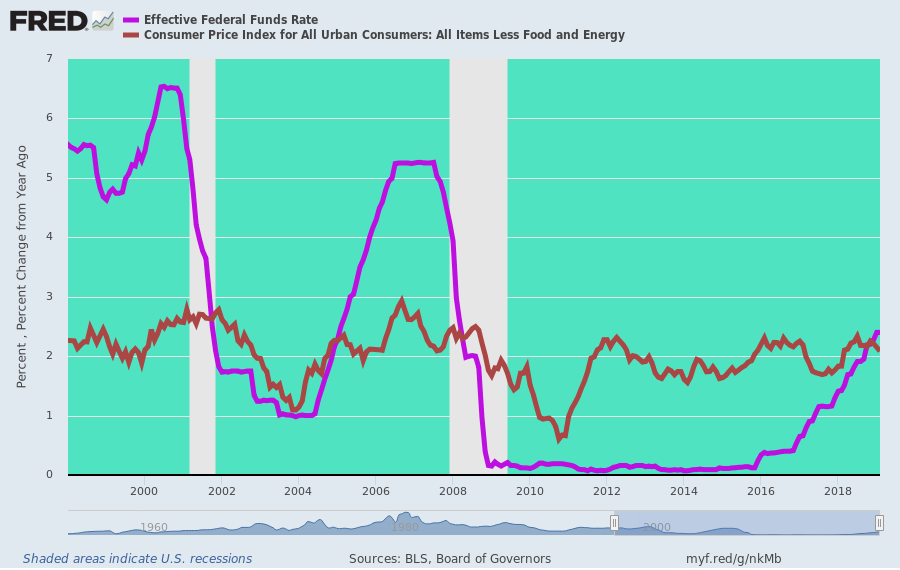 FRED
Effective Federal Funds Rate
Consumer Price Index for All Urban Consumers: All Items Less Food and Energy
Percent , Percent Change from Year Ago
7
6
5
4
3
2
1
0
2000 2002 2004 2006 2008 2010 2012 2014 2016 2018
1960 1980 2000
Shaded areas indicate U.S. recessions Sources: BLS, Board of Governors myf.red/g/nkMb